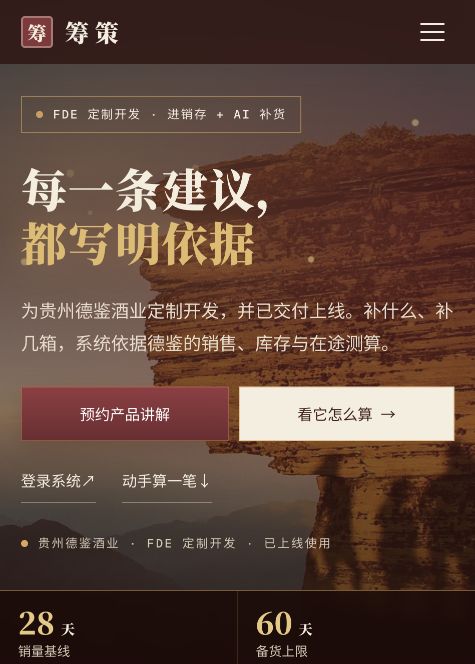 筹 筹策
FDE 定制开发 · 进销存 + AI 补货
每一条建议，
都写明依据
为贵州德鉴酒业定制开发，并已交付上线。补什么、补
几箱，系统依据德鉴的销售、库存与在途测算。
预约产品讲解 看它怎么算 →
登录系统↗ 动手算一笔↓
贵州德鉴酒业 · FDE 定制开发 · 已上线使用
28 天 60 天
销量基线 备货上限